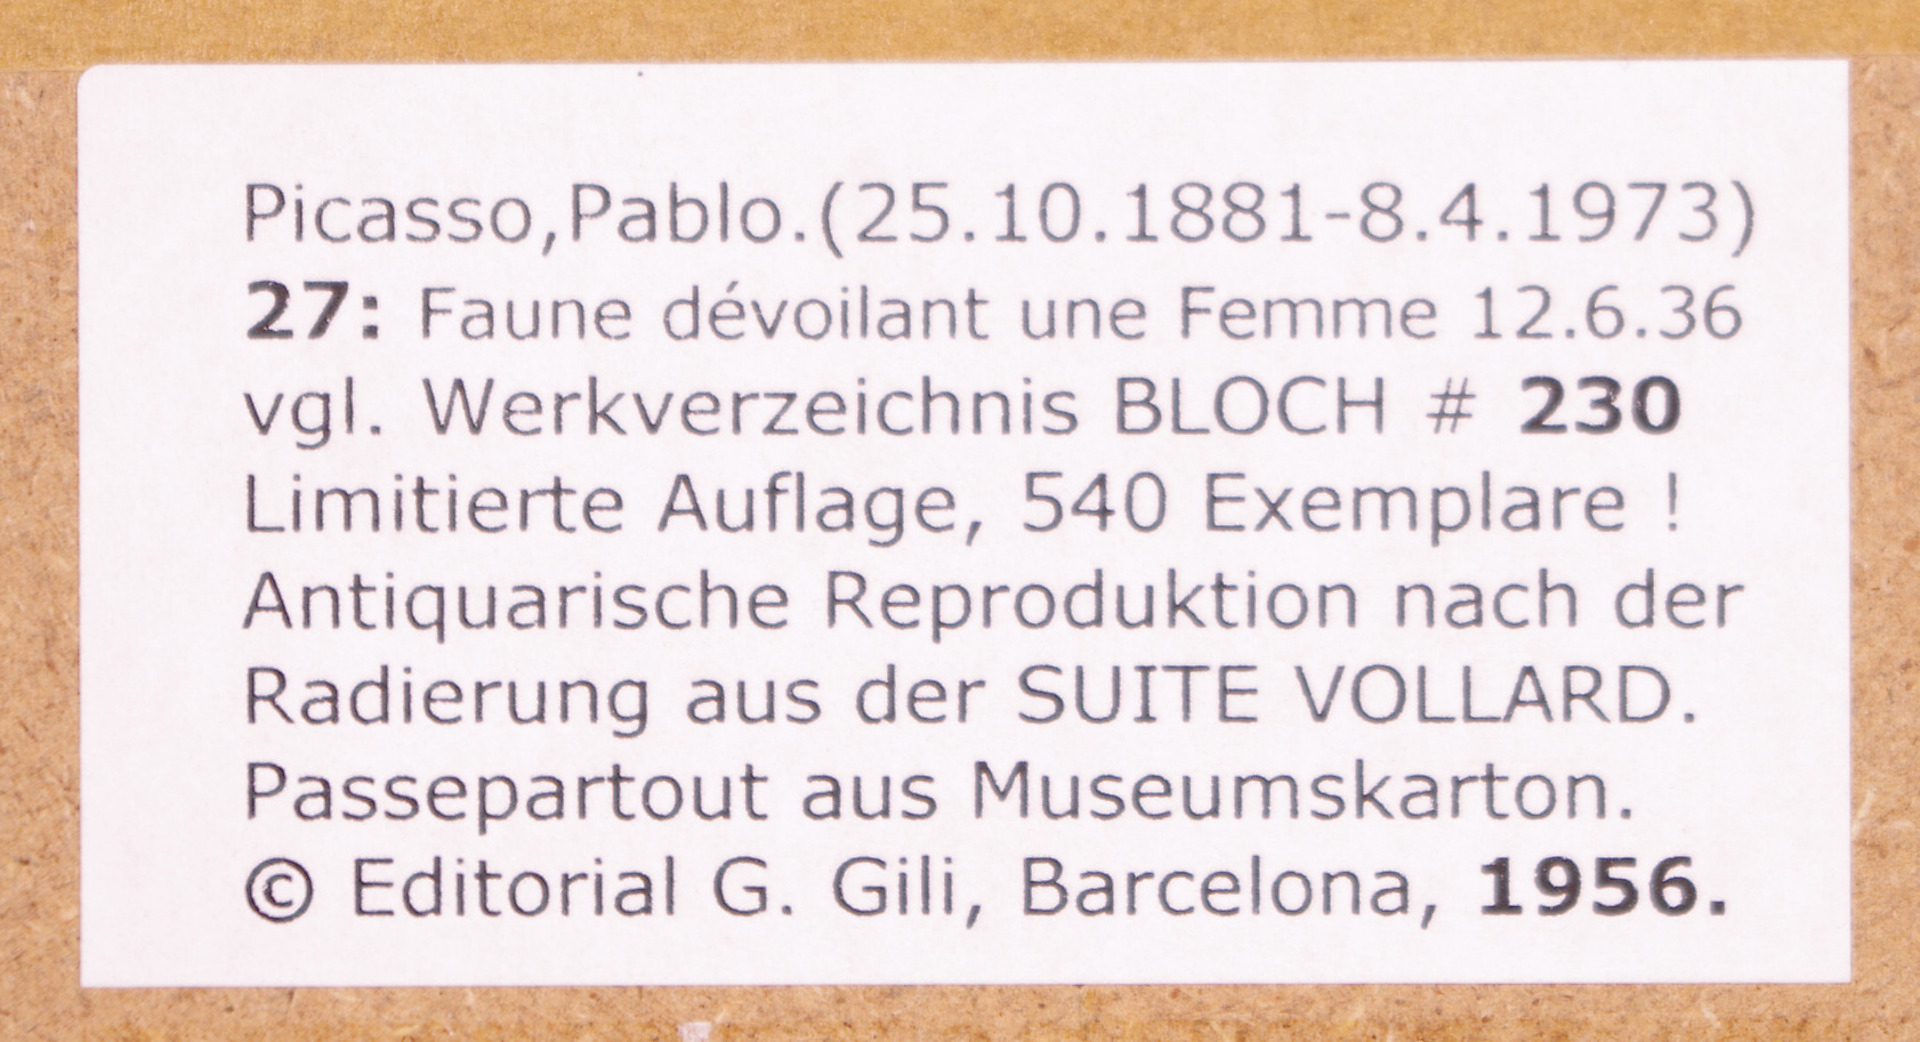 Picasso,Pablo.(25.10.1881-8.4.1973)
27: Faune dévoilant une Femme 12.6.36
vgl. Werkverzeichnis BLOCH # 230
Limitierte Auflage, 540 Exemplare !
Antiquarische Reproduktion nach der
Radierung aus der SUITE VOLLARD.
Passepartout aus Museumskarton.
© Editorial G. Gili, Barcelona, 1956.